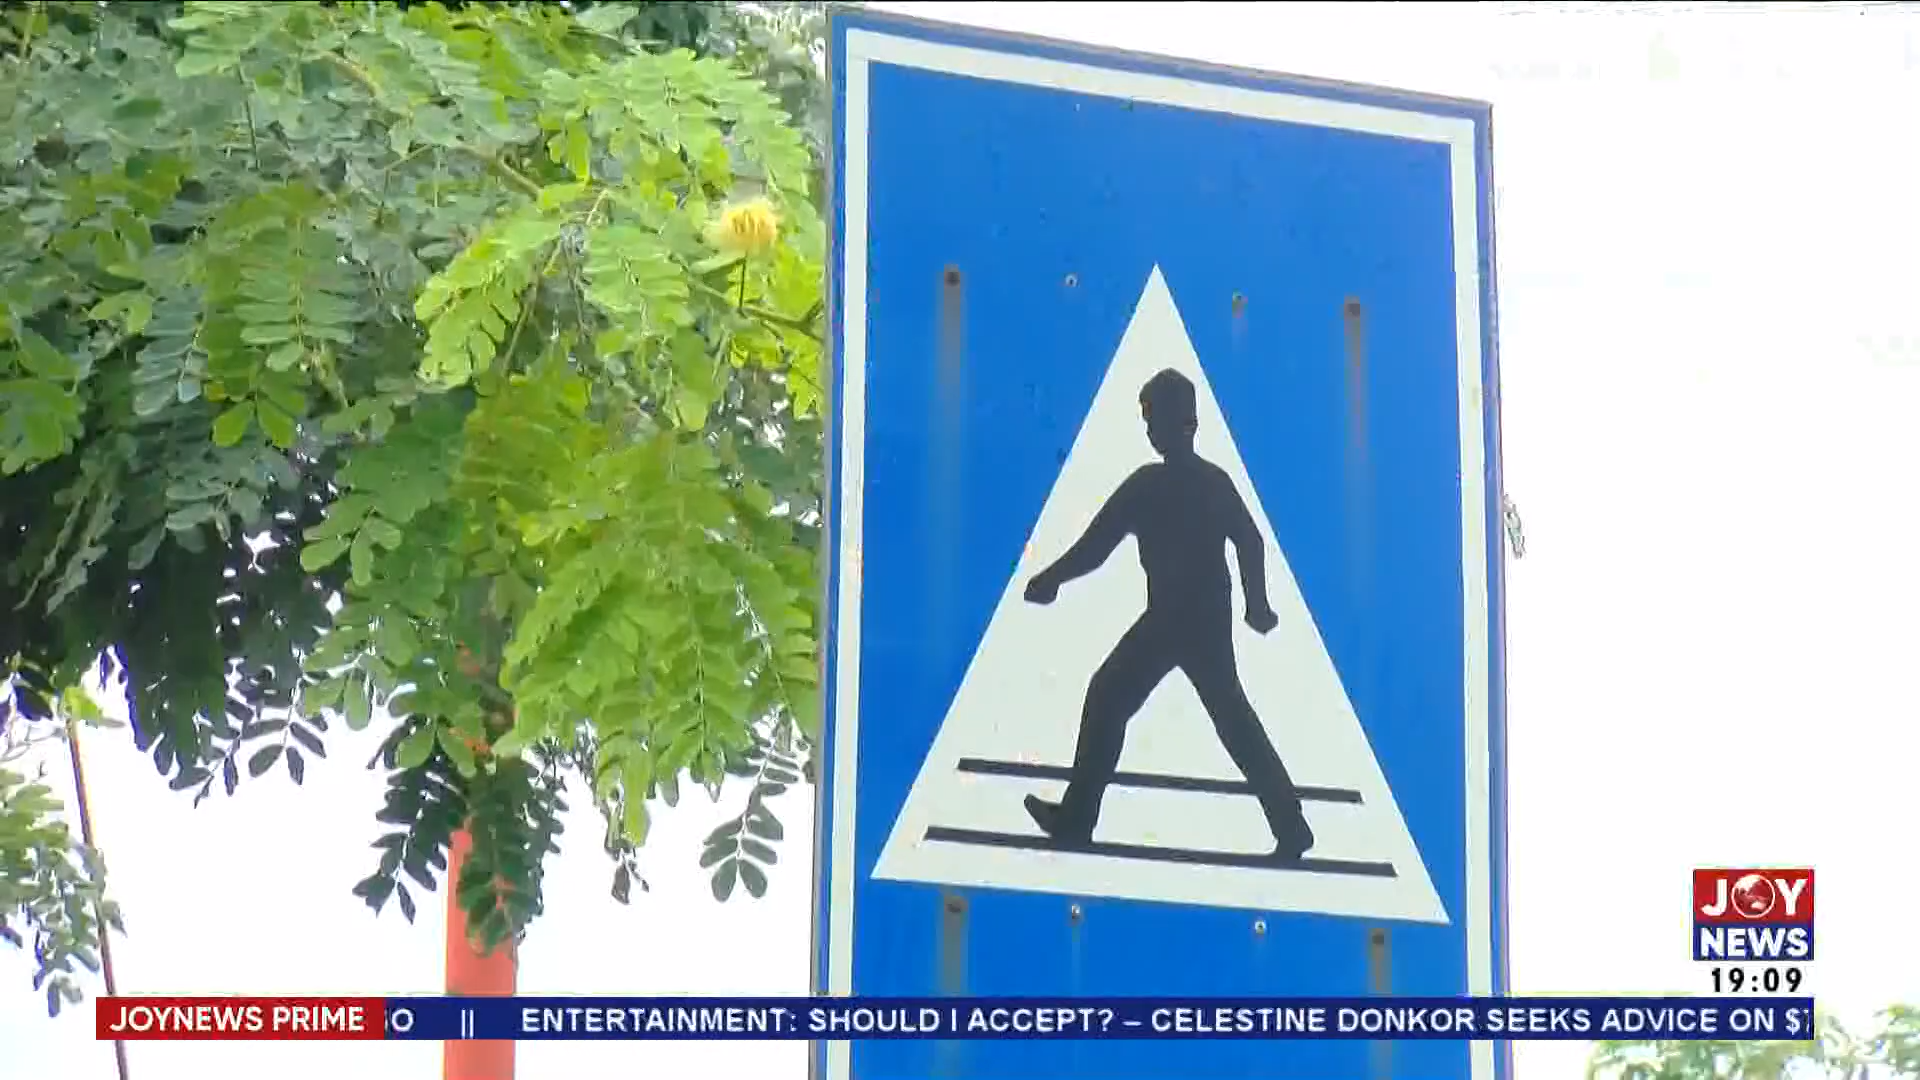 JOY
NEWS
19:09
JOYNEWS PRIME
|| ENTERTAINMENT: SHOULD I ACCEPT? – CELESTINE DONKOR SEEKS ADVICE ON